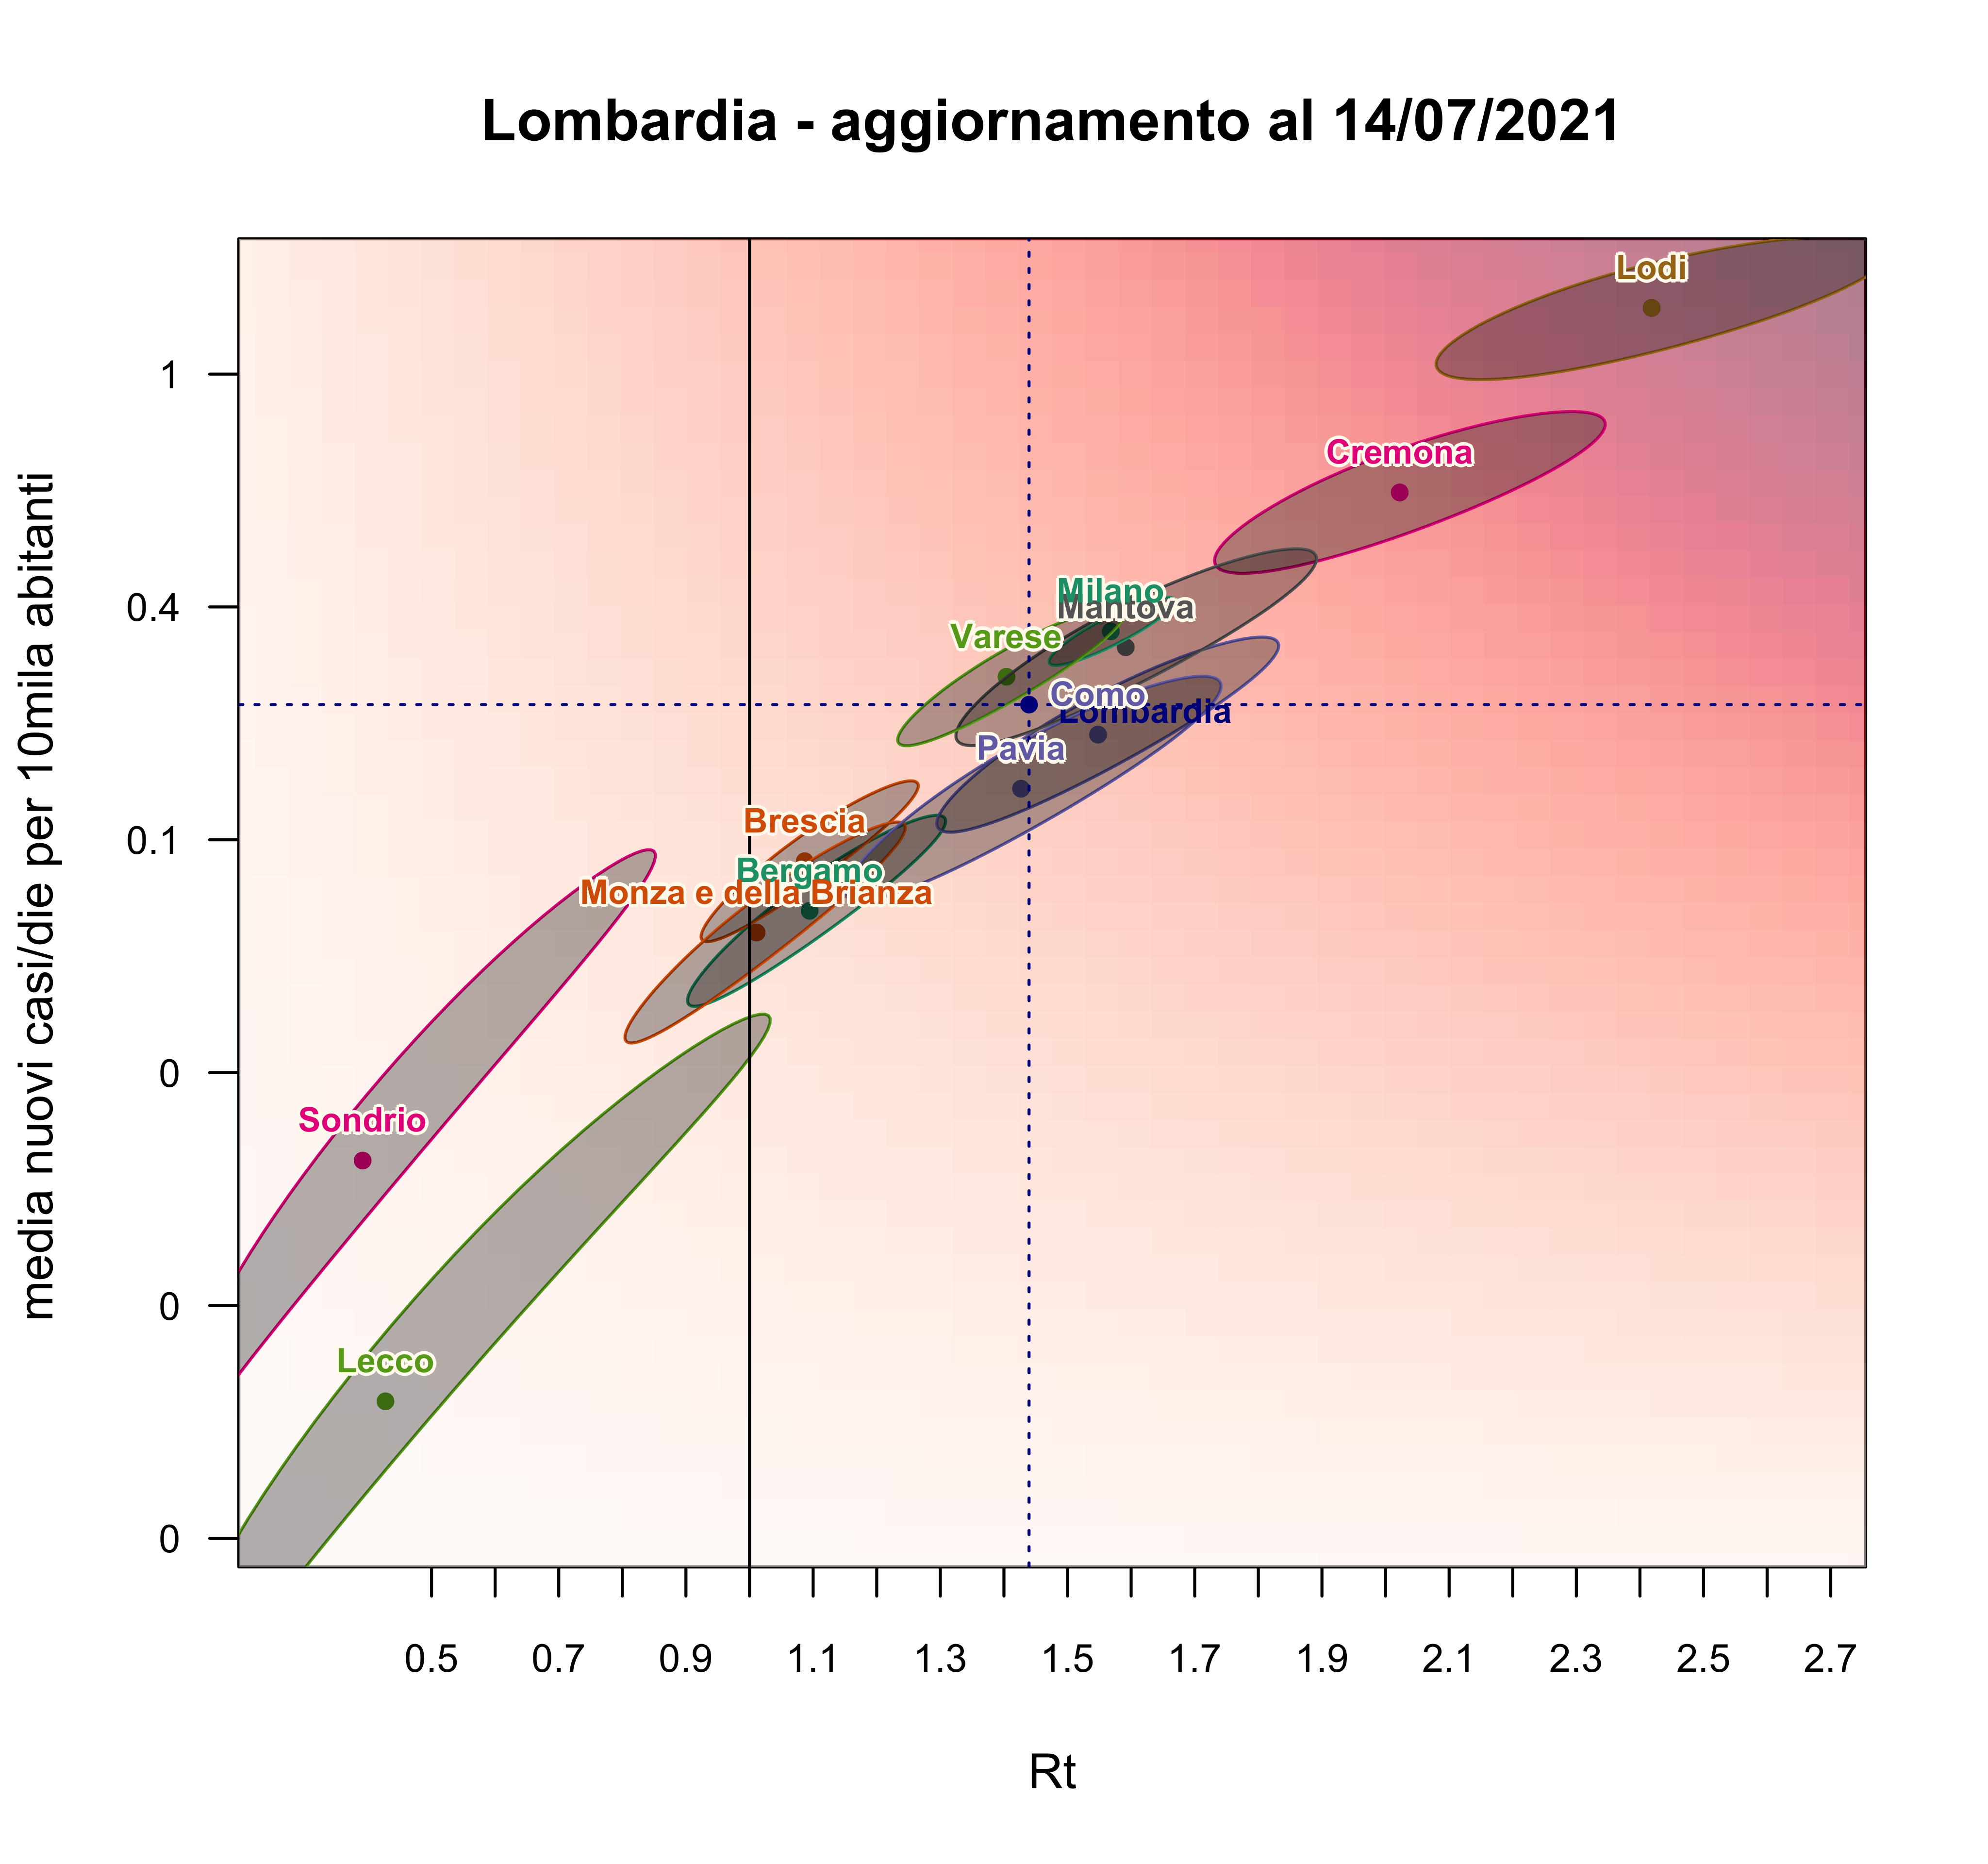 Lombardia - aggiornamento al 14/07/2021
media nuovi casi/die per 10mila abitanti
1
0.4
0.1
0
0
0
Lodi
Cremona
Milano
Mantova
Varese
Como
Lombardia
Pavia
Brescia
Bergamo
Monza e della Brianza
Sondrio
Lecco
0.5 0.7 0.9 1.1 1.3 1.5 1.7 1.9 2.1 2.3 2.5 2.7
Rt